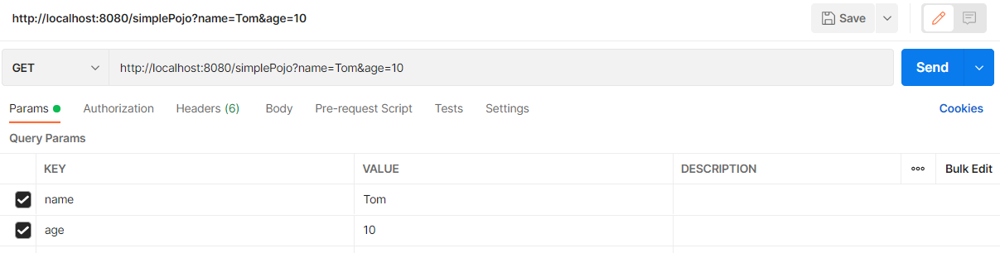 http://localhost:8080/simplePojo?name=Tom&age=10 Save
GET http://localhost:8080/simplePojo?name=Tom&age=10 Send
Params Authorization Headers (6) Body Pre-request Script Tests Settings Cookies
Query Params
KEY VALUE DESCRIPTION ooo Bulk Edit
name Tom
age 10